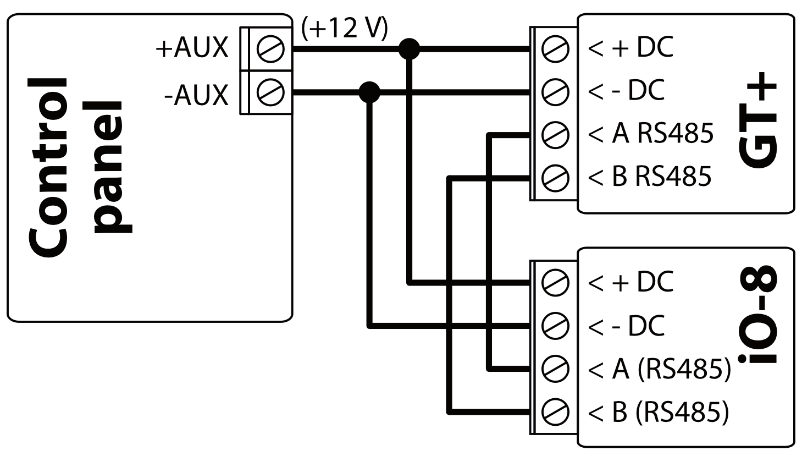 Control
panel
+AUX
-AUX
(+12 V)
< + DC
< - DC
< A RS485
< B RS485
GT+
< + DC
< - DC
< A (RS485)
< B (RS485)
iO-8